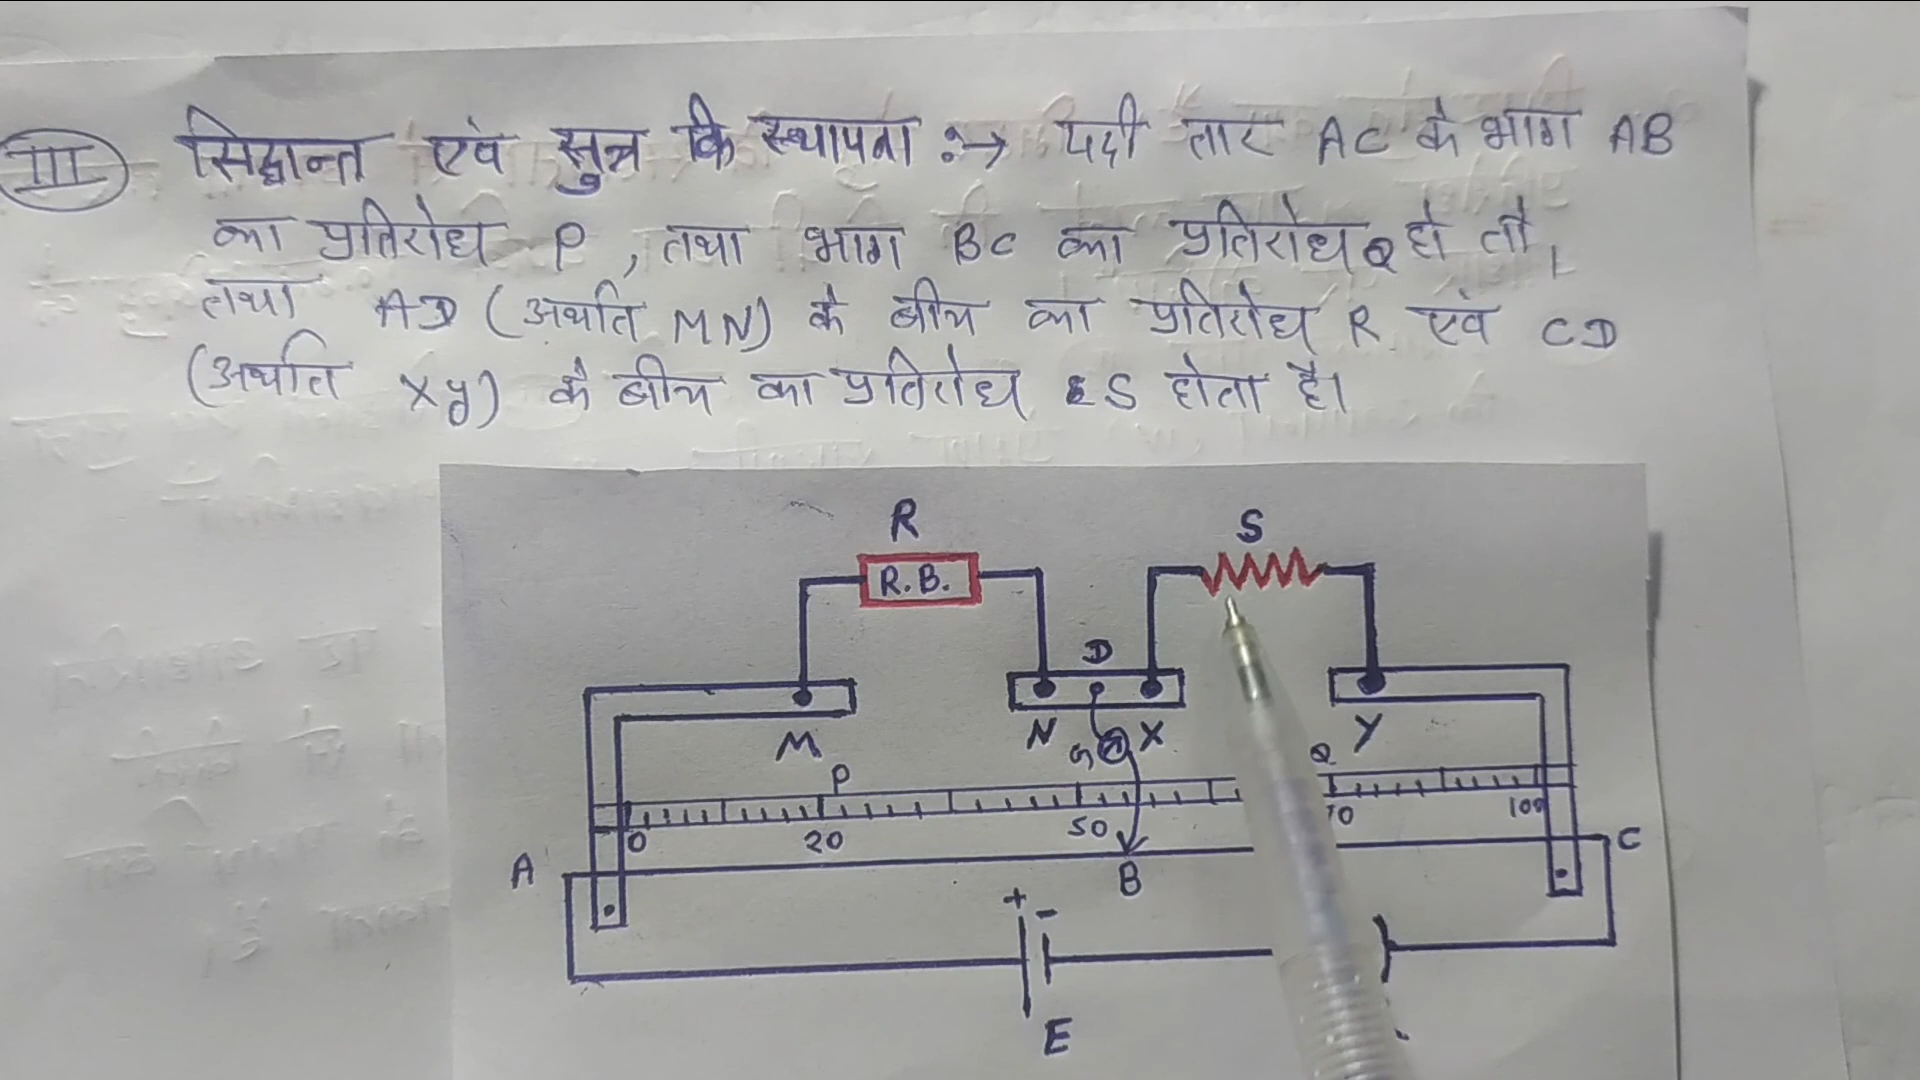 III सिद्धान्त एवं सुत्र कि स्थापना :→ यदी तार AC के भाग AB
का प्रतिरोध P, तथा भाग BC का प्रतिरोध Q हो तो,
तथा AD (अर्थात MN) के बीच का प्रतिरोध R एवं CD
(अर्थात XY) के बीच का प्रतिरोध S होता है।
R S
R.B.
D
M N G X Y
P Q
0 20 50 70 100
A B C
+ -
E